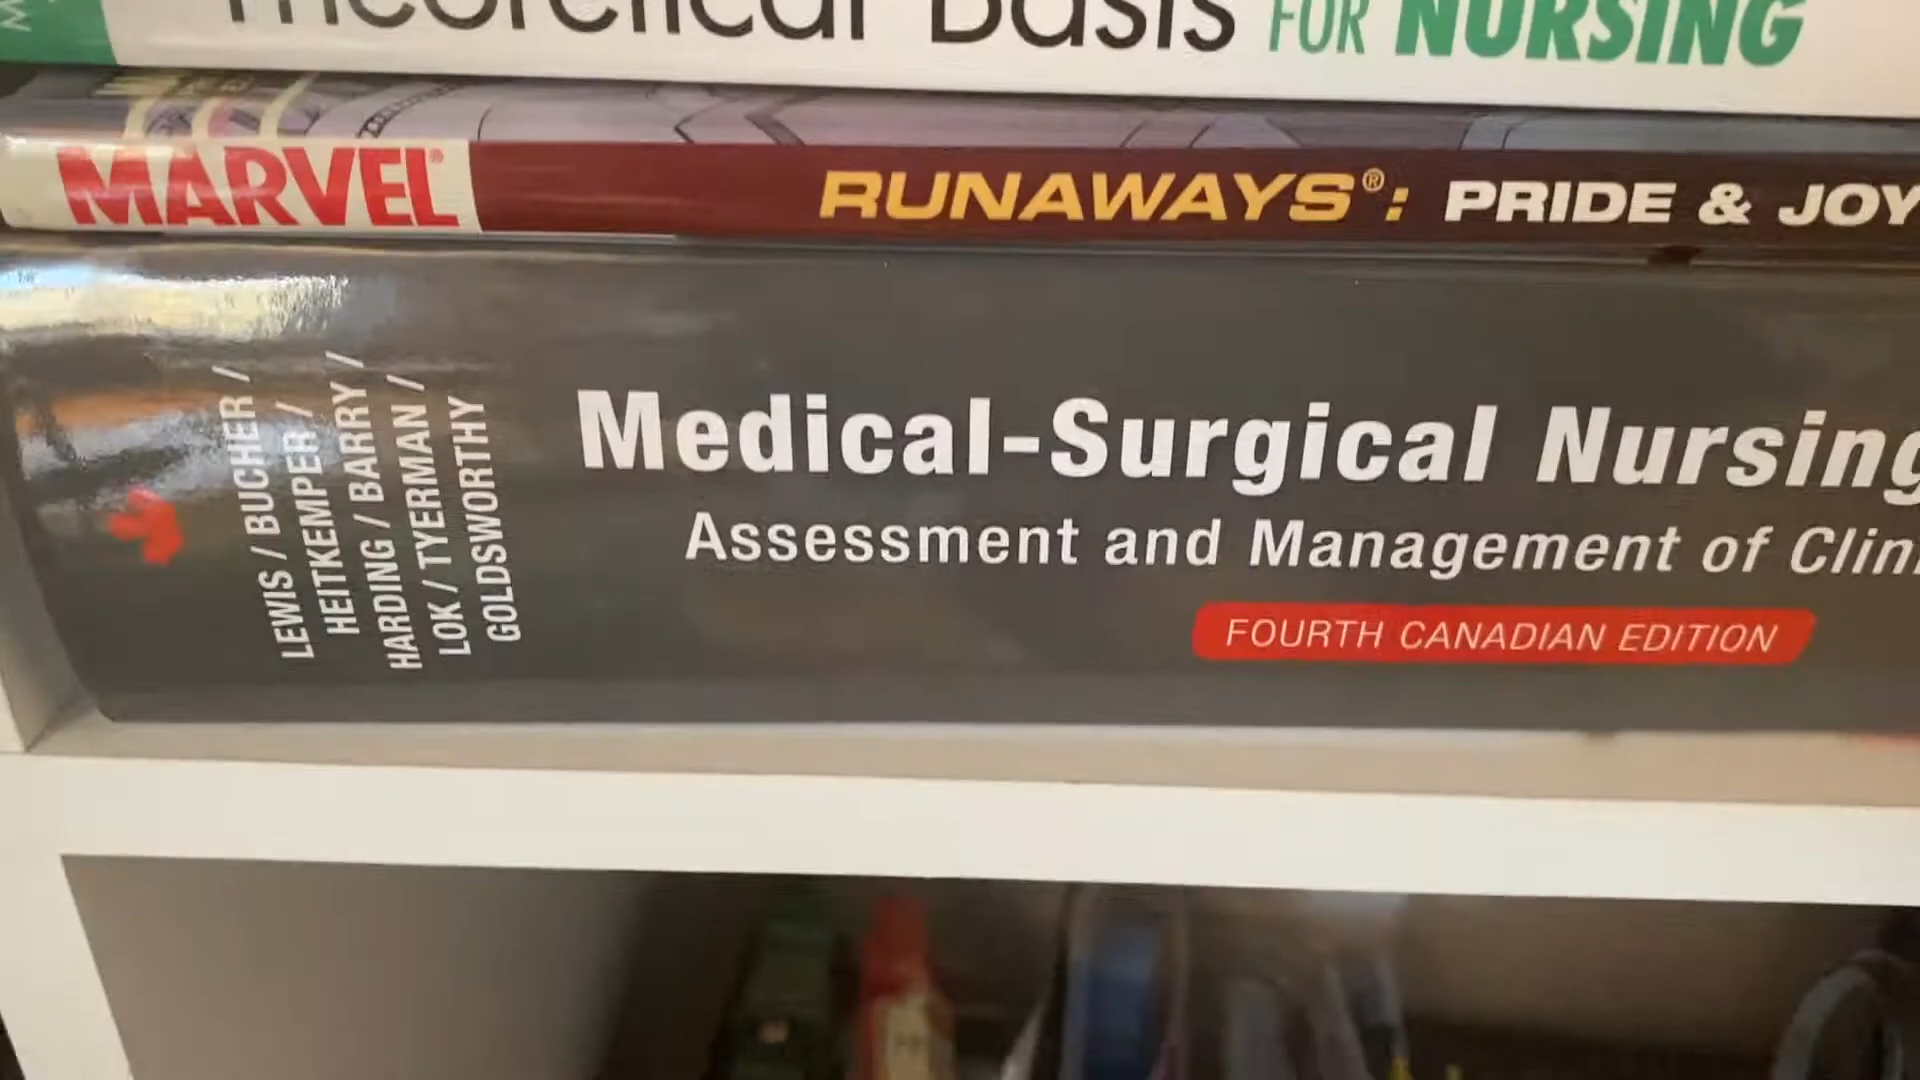 Theoretical Basis FOR NURSING
MARVEL® RUNAWAYS®: PRIDE & JOY
LEWIS / BUCHER /
HEITKEMPER /
HARDING / BARRY /
LOK / TYERMAN /
GOLDSWORTHY
Medical-Surgical Nursing
Assessment and Management of Clin
FOURTH CANADIAN EDITION